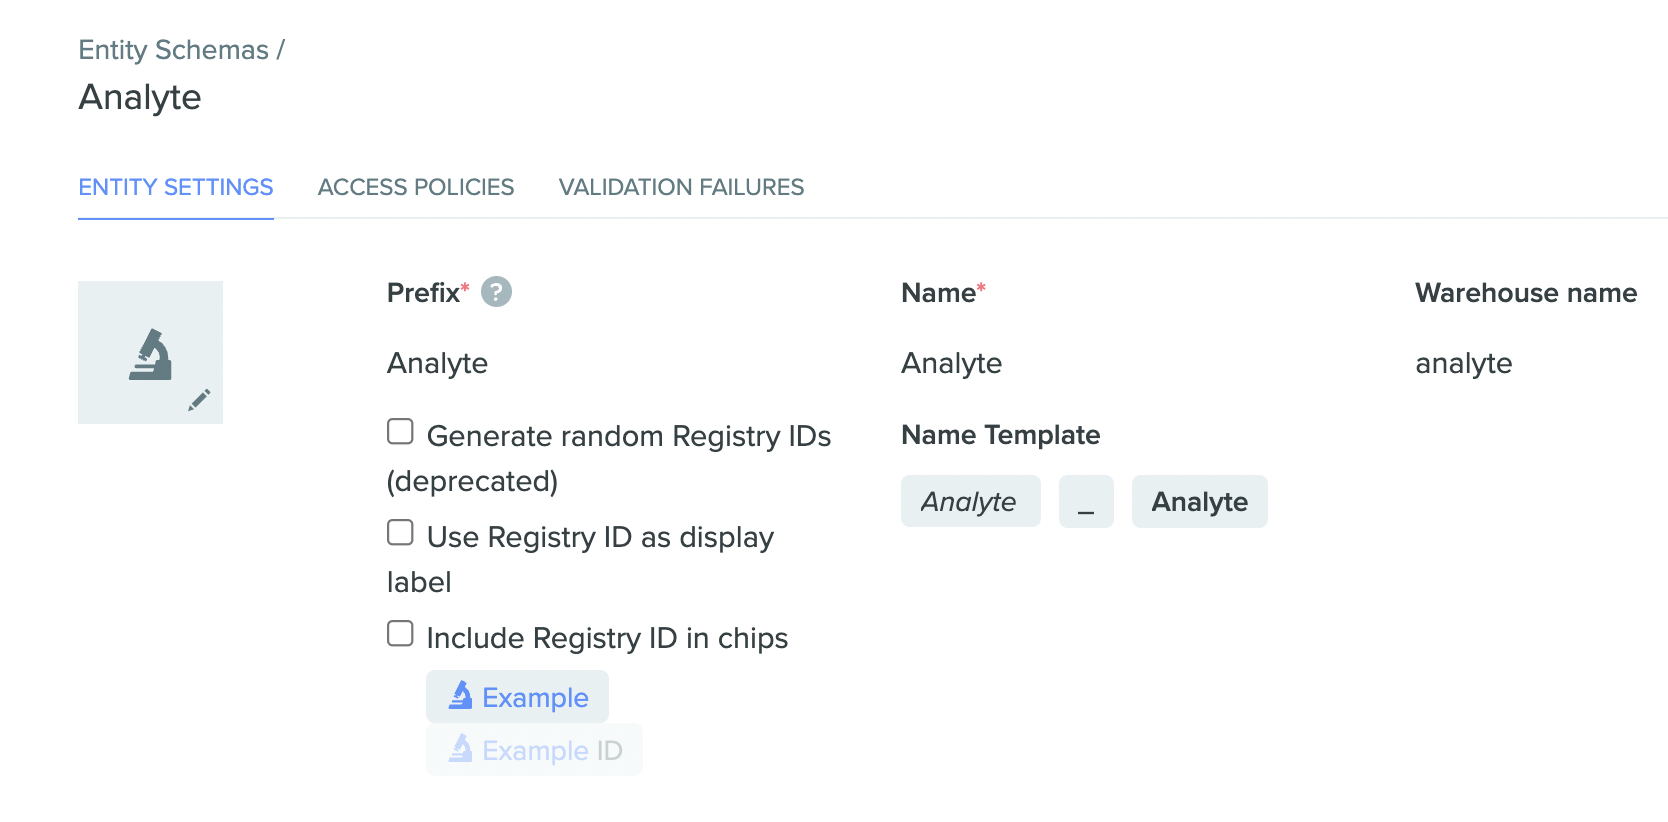 Entity Schemas /
Analyte
ENTITY SETTINGS ACCESS POLICIES VALIDATION FAILURES
Prefix* ? Name* Warehouse name
Analyte Analyte analyte
Generate random Registry IDs
(deprecated)
Name Template
Analyte _ Analyte
Use Registry ID as display
label
Include Registry ID in chips
Example
Example ID